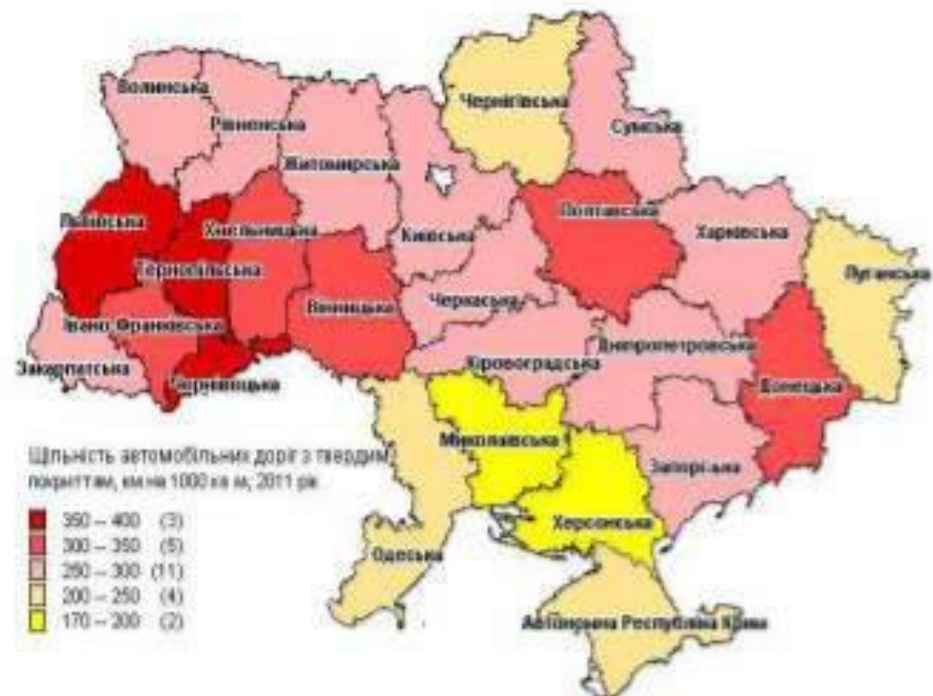 Волинська
Рівненська
Житомирська
Чернігівська
Сумська
Львівська
Хмельницька
Тернопільська
Київська
Полтавська
Харківська
Луганська
Вінницька
Черкаська
Івано-Франківська
Закарпатська
Чернівецька
Кіровоградська
Дніпропетровська
Донецька
Миколаївська
Запорізька
Херсонська
Одеська
Автономна Республіка Крим
Щільність автомобільних доріг з твердим
покриттям, км на 1000 кв м, 2011 рік
350 – 400 (3)
300 – 350 (5)
250 – 300 (11)
200 – 250 (4)
170 – 200 (2)